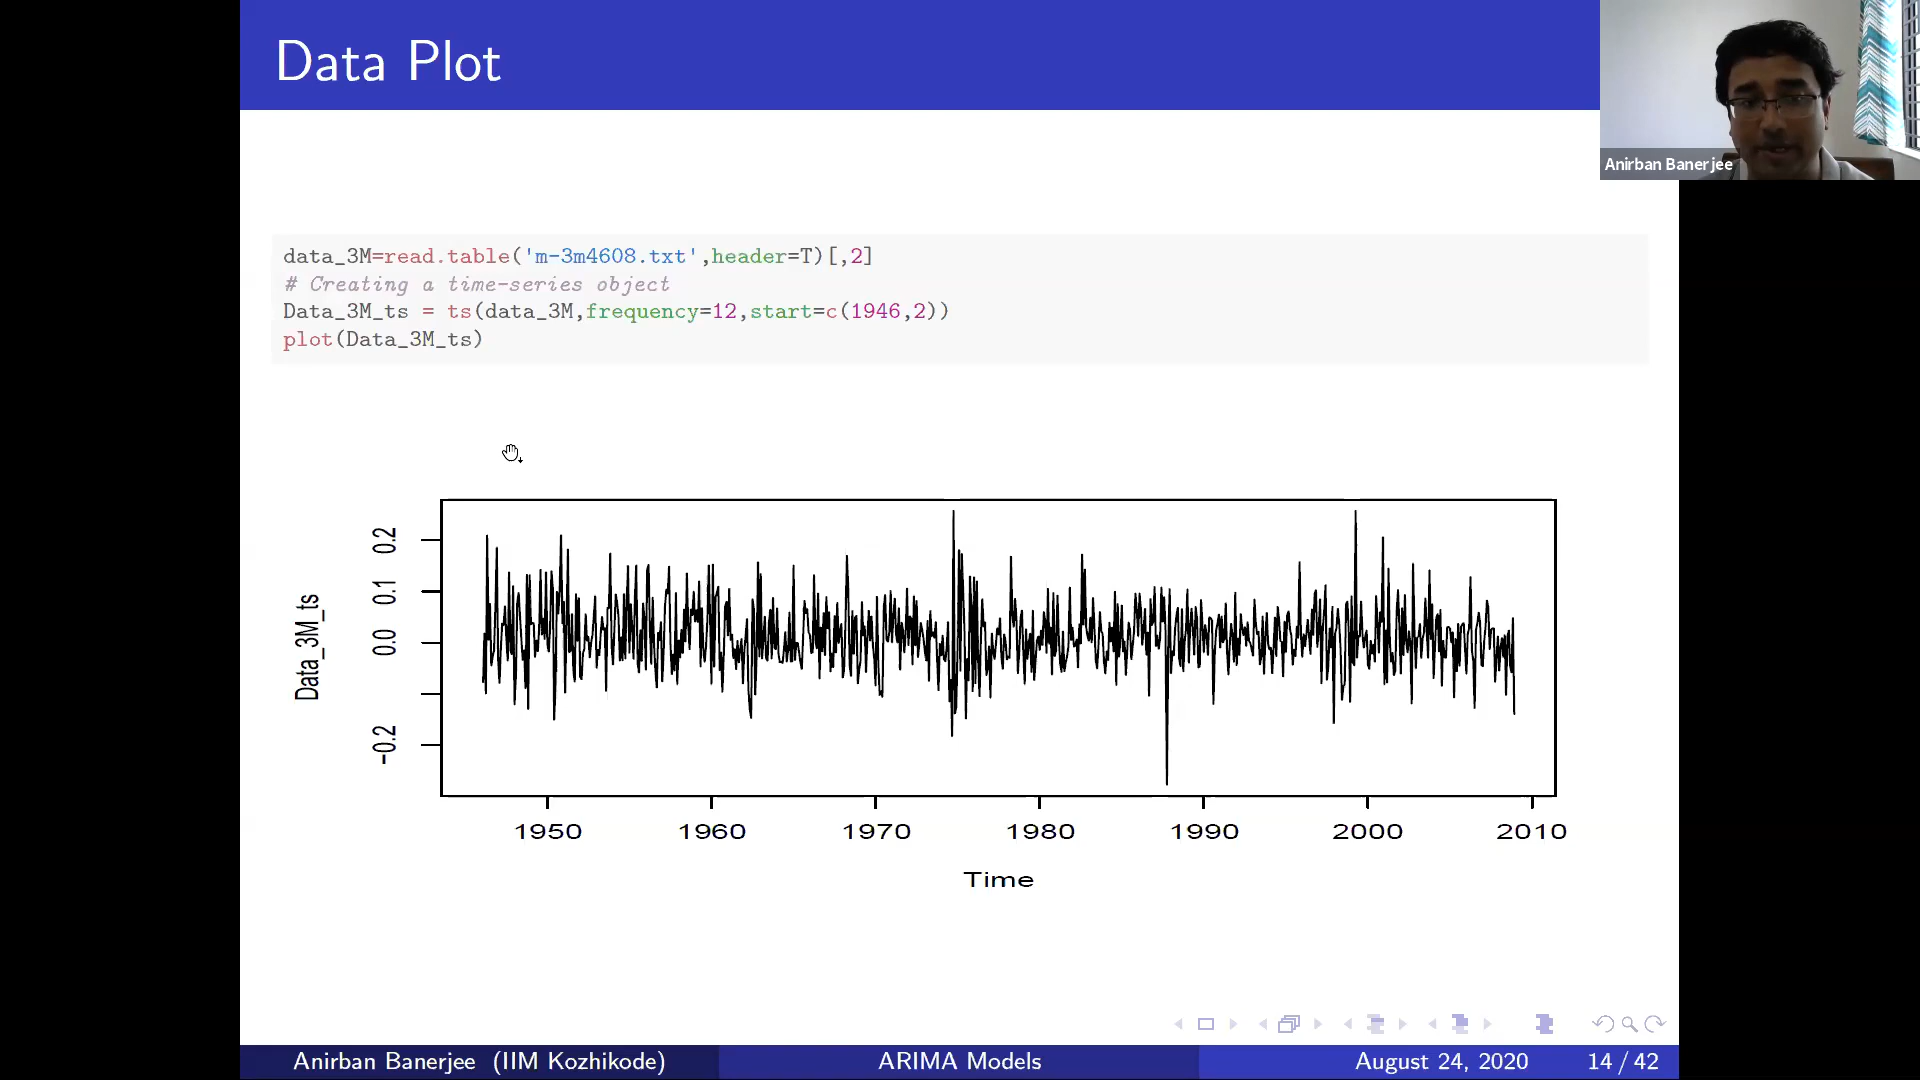 Data Plot
Anirban Banerjee
data_3M=read.table('m-3m4608.txt',header=T)[,2]
# Creating a time-series object
Data_3M_ts = ts(data_3M,frequency=12,start=c(1946,2))
plot(Data_3M_ts)
Data_3M_ts
0.2
0.1
0.0
−0.2
1950 1960 1970 1980 1990 2000 2010
Time
Anirban Banerjee (IIM Kozhikode) ARIMA Models August 24, 2020 14 / 42